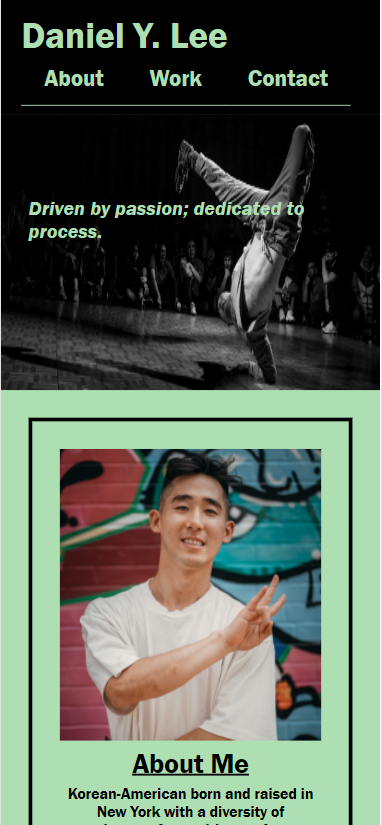 Daniel Y. Lee
About Work Contact
Driven by passion; dedicated to
process.
About Me
Korean-American born and raised in
New York with a diversity of